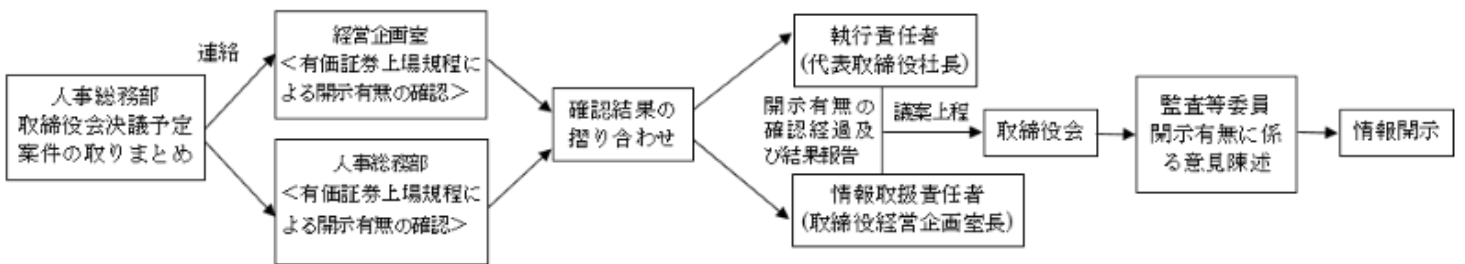 人事総務部
取締役会決議予定
案件の取りまとめ
連絡
経営企画室
＜有価証券上場規程に
よる開示有無の確認＞
人事総務部
＜有価証券上場規程に
よる開示有無の確認＞
確認結果の
摺り合わせ
執行責任者
(代表取締役社長)
開示有無の
確認経過及
び結果報告
情報取扱責任者
(取締役経営企画室長)
議案上程
取締役会
監査等委員
開示有無に係
る意見陳述
情報開示